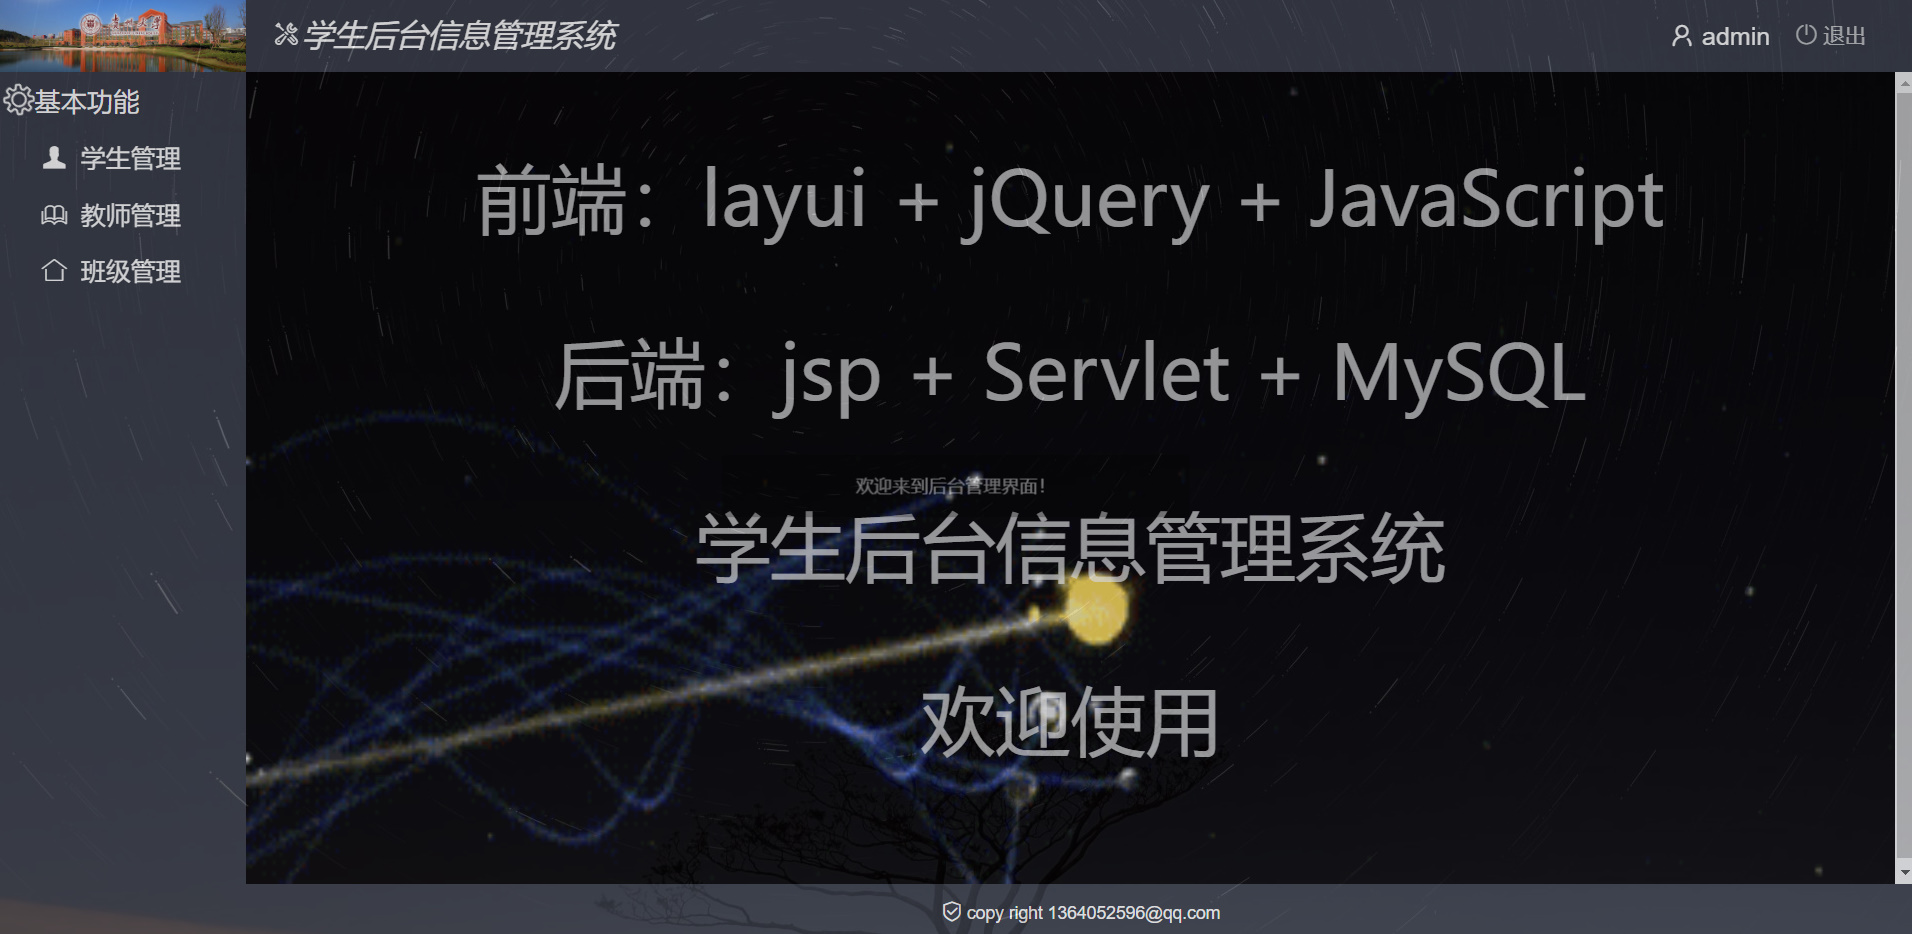 学生后台信息管理系统
admin 退出
基本功能
学生管理
教师管理
班级管理
前端：layui + jQuery + JavaScript
后端：jsp + Servlet + MySQL
欢迎来到后台管理界面！
学生后台信息管理系统
欢迎使用
copy right 1364052596@qq.com